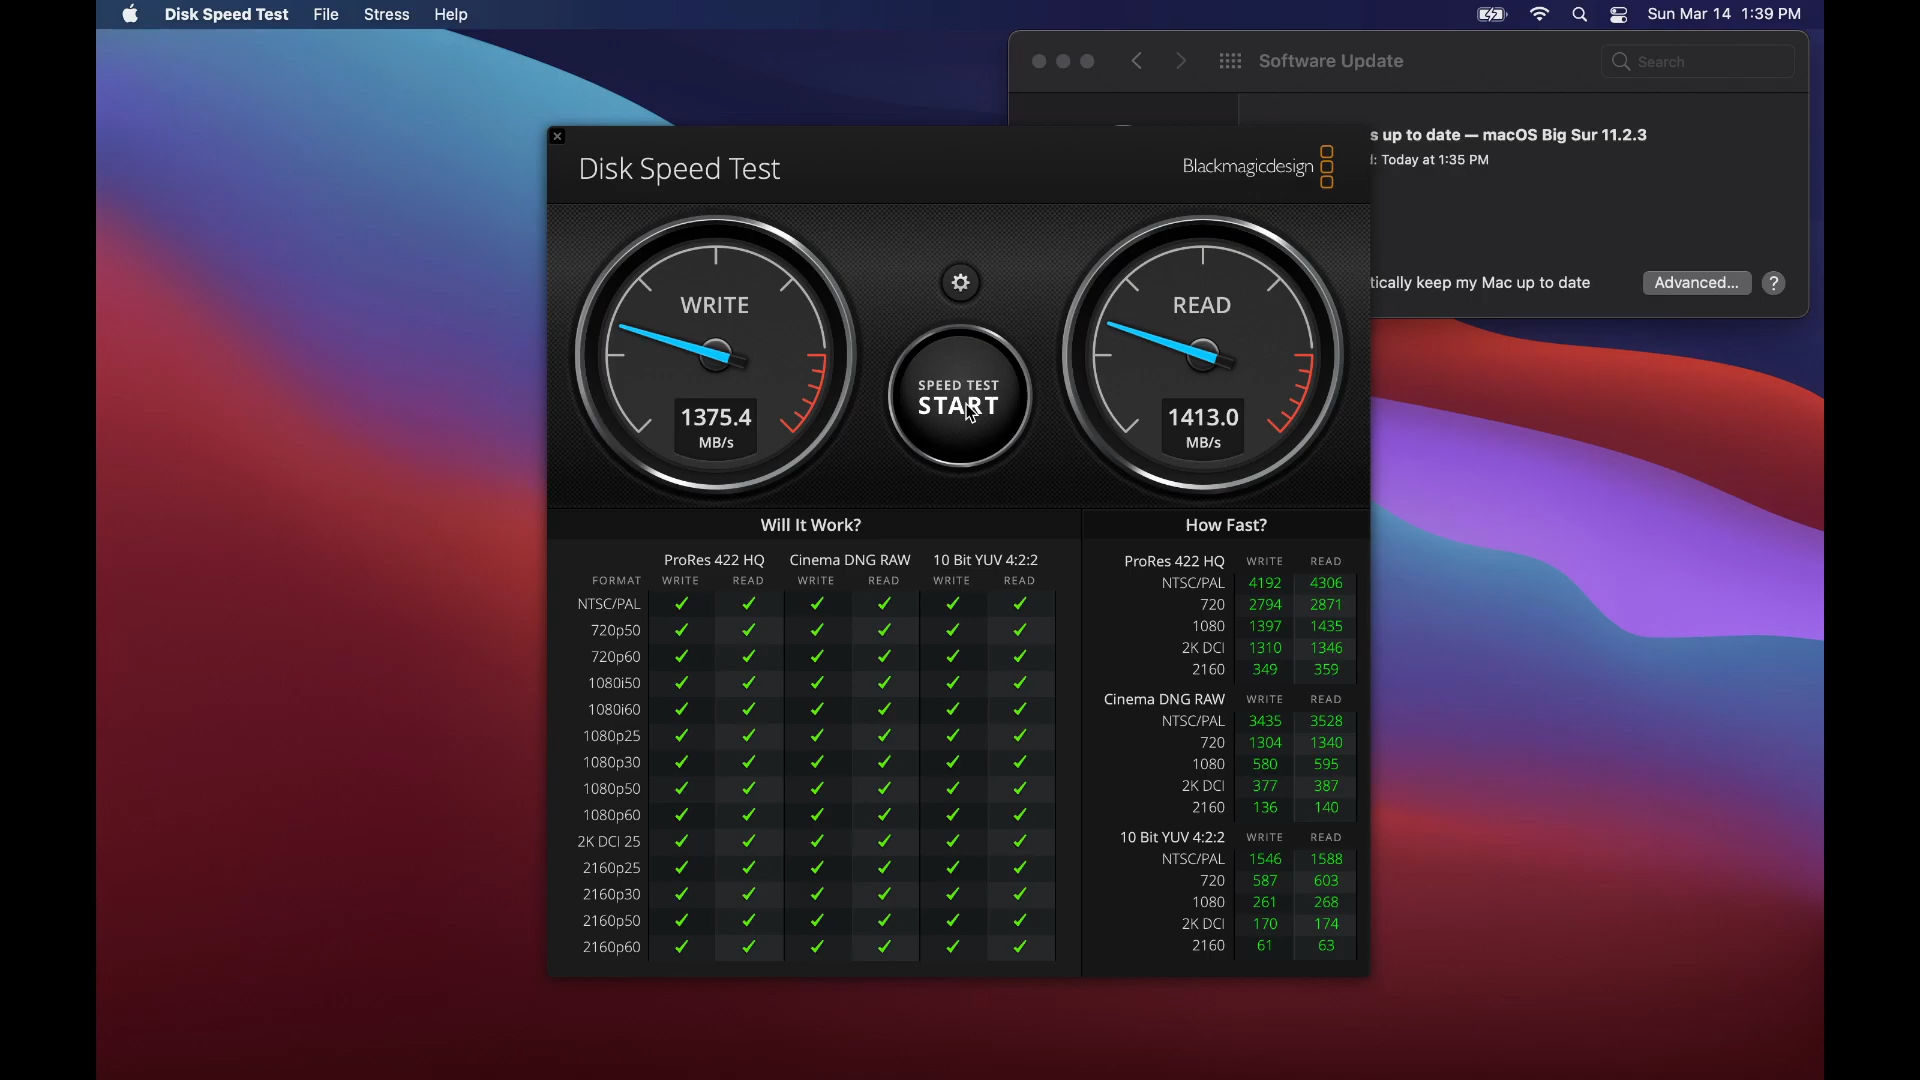 Disk Speed Test File Stress Help Sun Mar 14 1:39 PM
Software Update Search
s up to date — macOS Big Sur 11.2.3
: Today at 1:35 PM
tically keep my Mac up to date Advanced... ?
Disk Speed Test Blackmagicdesign
WRITE
1375.4
MB/s
SPEED TEST
START
READ
1413.0
MB/s
Will It Work?
ProRes 422 HQ Cinema DNG RAW 10 Bit YUV 4:2:2
FORMAT WRITE READ WRITE READ WRITE READ
NTSC/PAL ✓ ✓ ✓ ✓ ✓ ✓
720p50 ✓ ✓ ✓ ✓ ✓ ✓
720p60 ✓ ✓ ✓ ✓ ✓ ✓
1080i50 ✓ ✓ ✓ ✓ ✓ ✓
1080i60 ✓ ✓ ✓ ✓ ✓ ✓
1080p25 ✓ ✓ ✓ ✓ ✓ ✓
1080p30 ✓ ✓ ✓ ✓ ✓ ✓
1080p50 ✓ ✓ ✓ ✓ ✓ ✓
1080p60 ✓ ✓ ✓ ✓ ✓ ✓
2K DCI 25 ✓ ✓ ✓ ✓ ✓ ✓
2160p25 ✓ ✓ ✓ ✓ ✓ ✓
2160p30 ✓ ✓ ✓ ✓ ✓ ✓
2160p50 ✓ ✓ ✓ ✓ ✓ ✓
2160p60 ✓ ✓ ✓ ✓ ✓ ✓
How Fast?
ProRes 422 HQ WRITE READ
NTSC/PAL 4192 4306
720 2794 2871
1080 1397 1435
2K DCI 1310 1346
2160 349 359
Cinema DNG RAW WRITE READ
NTSC/PAL 3435 3528
720 1304 1340
1080 580 595
2K DCI 377 387
2160 136 140
10 Bit YUV 4:2:2 WRITE READ
NTSC/PAL 1546 1588
720 587 603
1080 261 268
2K DCI 170 174
2160 61 63